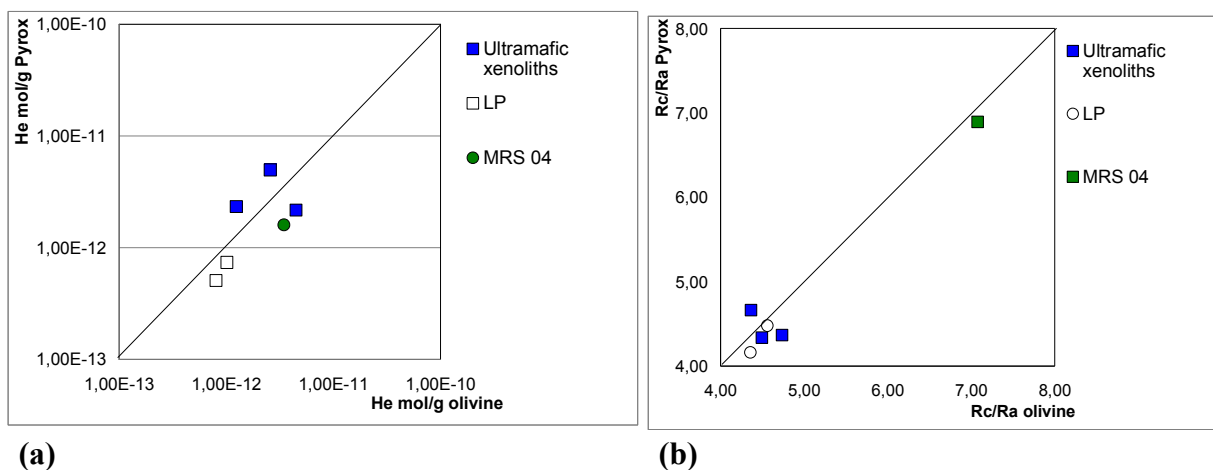 1,00E-10
1,00E-11
1,00E-12
1,00E-13
He mol/g Pyrox
1,00E-13 1,00E-12 1,00E-11 1,00E-10
He mol/g olivine
Ultramafic
xenoliths
LP
MRS 04
(a)
8,00
7,00
6,00
5,00
4,00
Rc/Ra Pyrox
4,00 5,00 6,00 7,00 8,00
Rc/Ra olivine
Ultramafic
xenoliths
LP
MRS 04
(b)